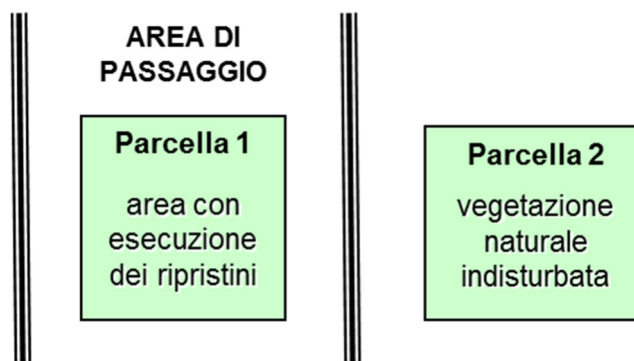 AREA DI
PASSAGGIO
Parcella 1
area con
esecuzione
dei ripristini
Parcella 2
vegetazione
naturale
indisturbata